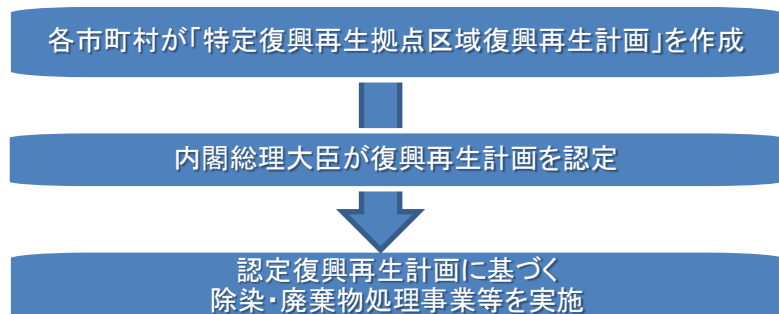 各市町村が「特定復興再生拠点区域復興再生計画」を作成
内閣総理大臣が復興再生計画を認定
認定復興再生計画に基づく
除染・廃棄物処理事業等を実施